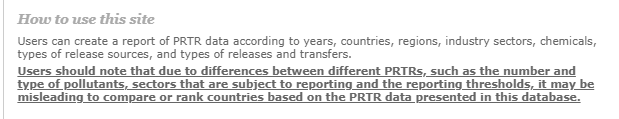 How to use this site
Users can create a report of PRTR data according to years, countries, regions, industry sectors, chemicals,
types of release sources, and types of releases and transfers.
Users should note that due to differences between different PRTRs, such as the number and
type of pollutants, sectors that are subject to reporting and the reporting thresholds, it may be
misleading to compare or rank countries based on the PRTR data presented in this database.